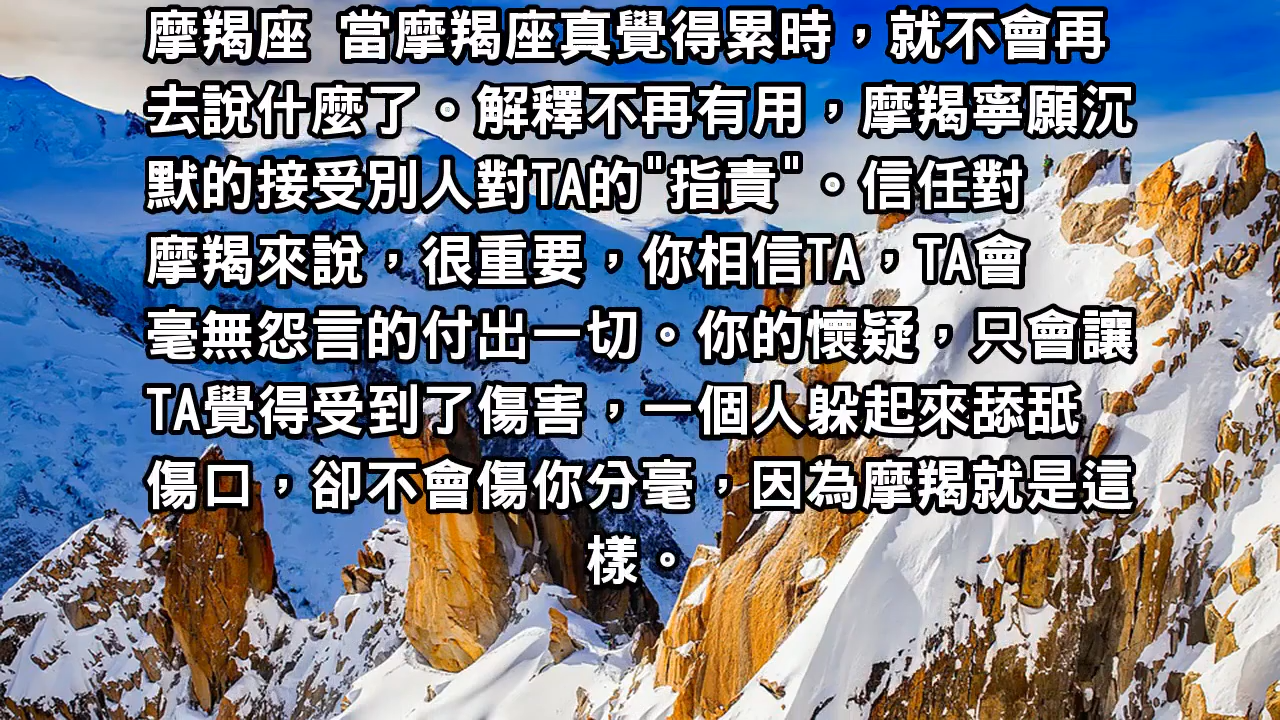 摩羯座 當摩羯座真覺得累時，就不會再
去說什麼了。解釋不再有用，摩羯寧願沉
默的接受別人對TA的"指責"。信任對
摩羯來說，很重要，你相信TA，TA會
毫無怨言的付出一切。你的懷疑，只會讓
TA覺得受到了傷害，一個人躲起來舔舐
傷口，卻不會傷你分毫，因為摩羯就是這
樣。